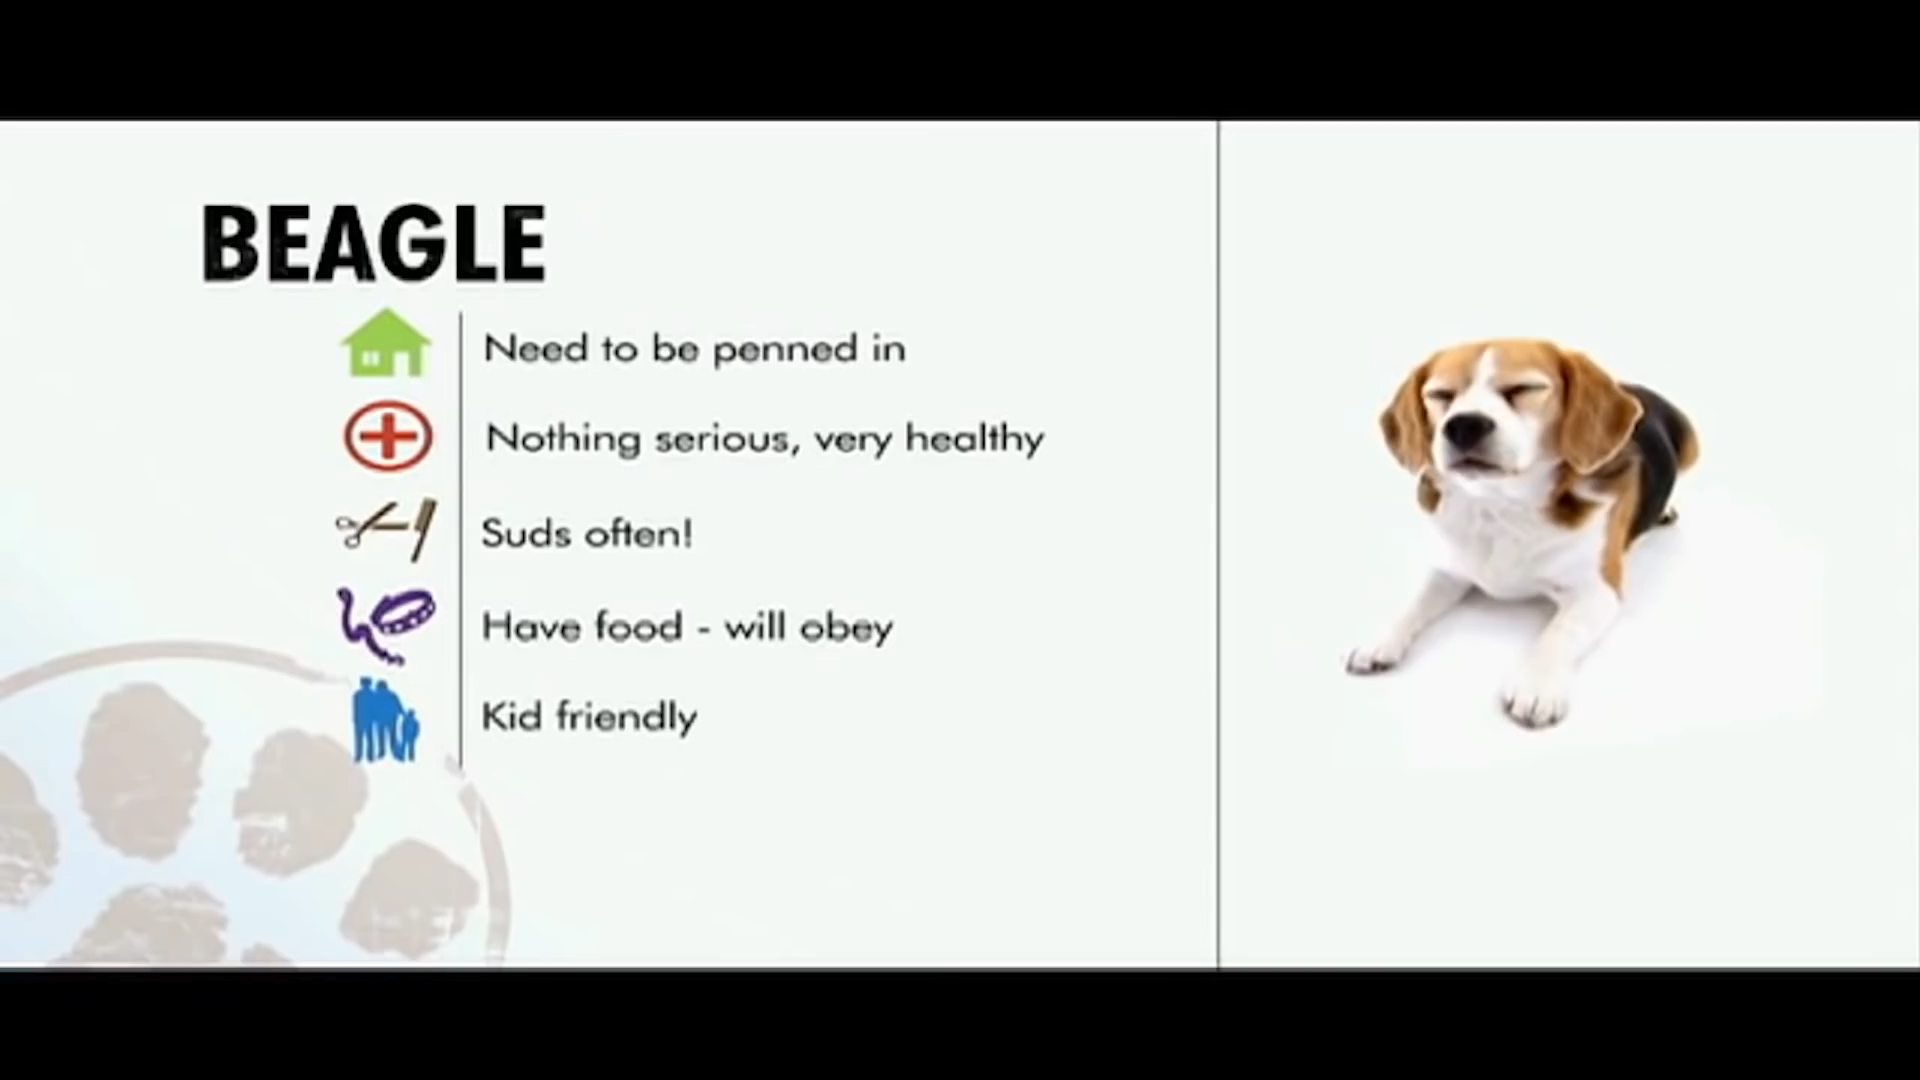 BEAGLE
Need to be penned in
Nothing serious, very healthy
Suds often!
Have food - will obey
Kid friendly